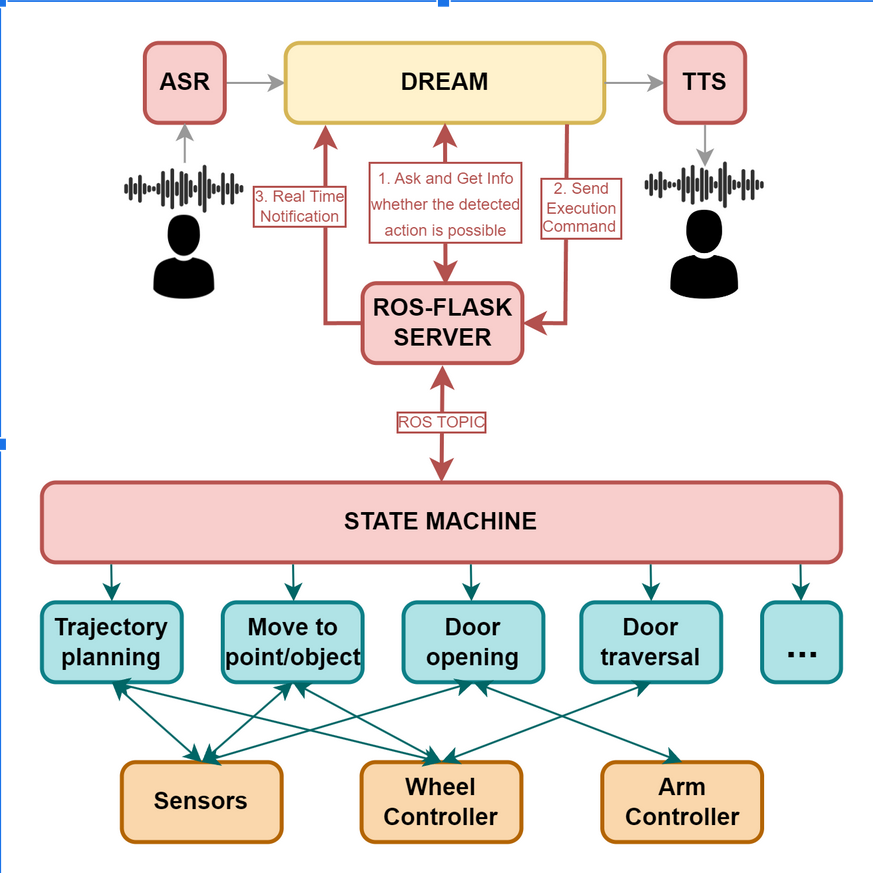 ASR
DREAM
TTS
3. Real Time
Notification
1. Ask and Get Info
whether the detected
action is possible
2. Send
Execution
Command
ROS-FLASK
SERVER
ROS TOPIC
STATE MACHINE
Trajectory
planning
Move to
point/object
Door
opening
Door
traversal
...
Sensors
Wheel
Controller
Arm
Controller